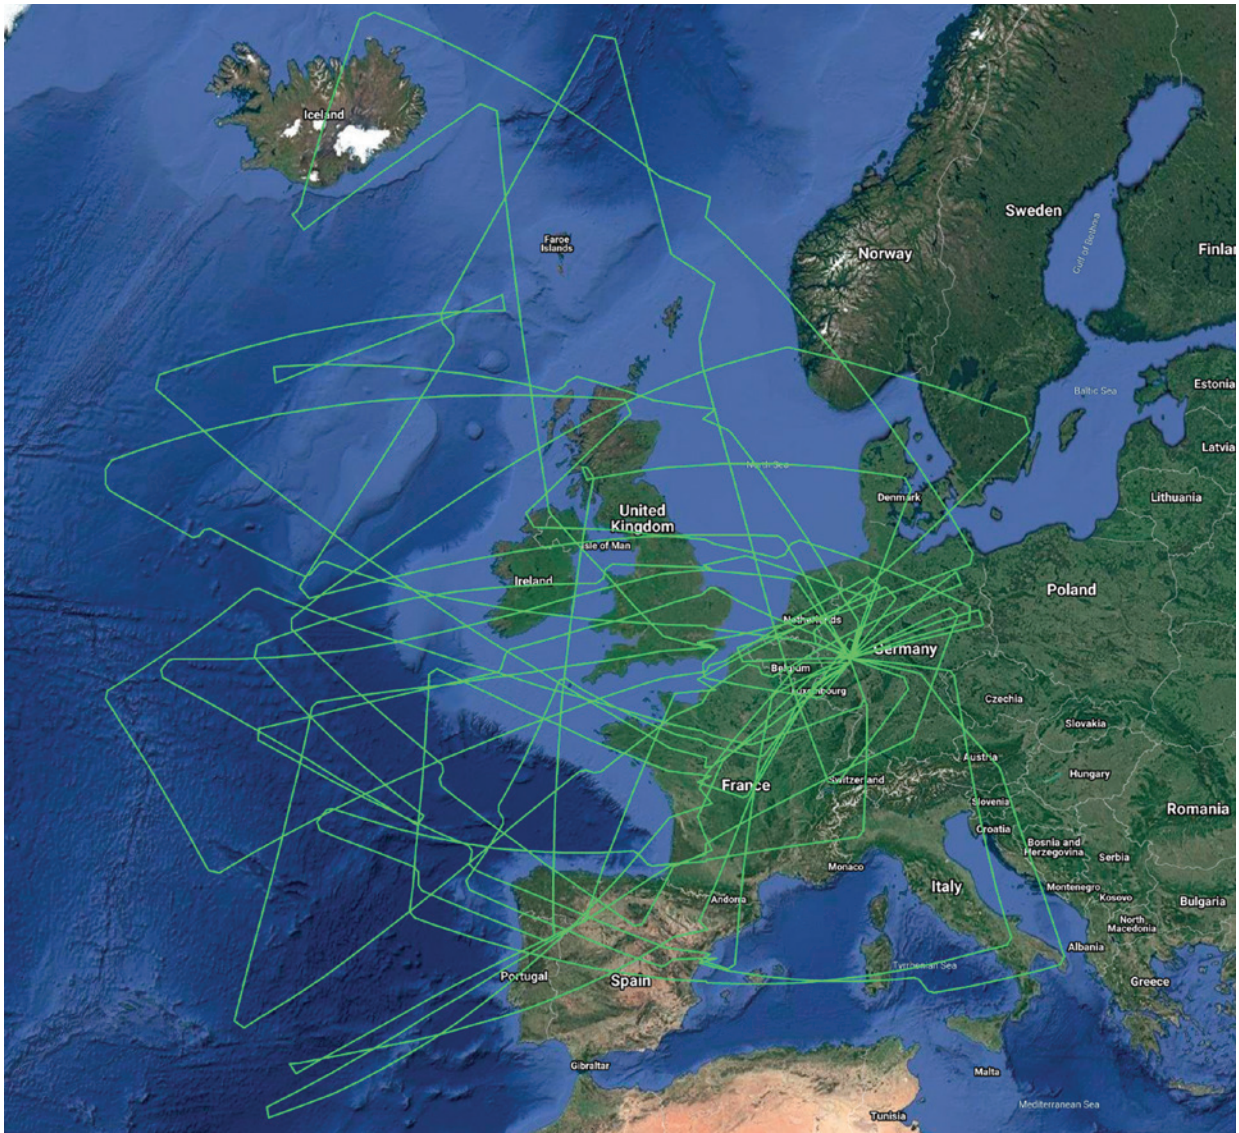 Iceland
Faroe
Islands
Sweden
Norway
Finlan
Gulf of Bothnia
Baltic Sea
Estonia
Latvia
North Sea
Denmark
Lithuania
United
Kingdom
Isle of Man
Ireland
Poland
Netherlands
Germany
Belgium
Luxembourg
Czechia
Slovakia
Austria
Hungary
Switzerland
France
Slovenia
Croatia
Romania
Bosnia and
Herzegovina
Serbia
Monaco
Italy
Montenegro
Kosovo
Bulgaria
Andorra
North
Macedonia
Albania
Portugal
Spain
Tyrrhenian Sea
Greece
Gibraltar
Malta
Tunisia
Mediterranean Sea